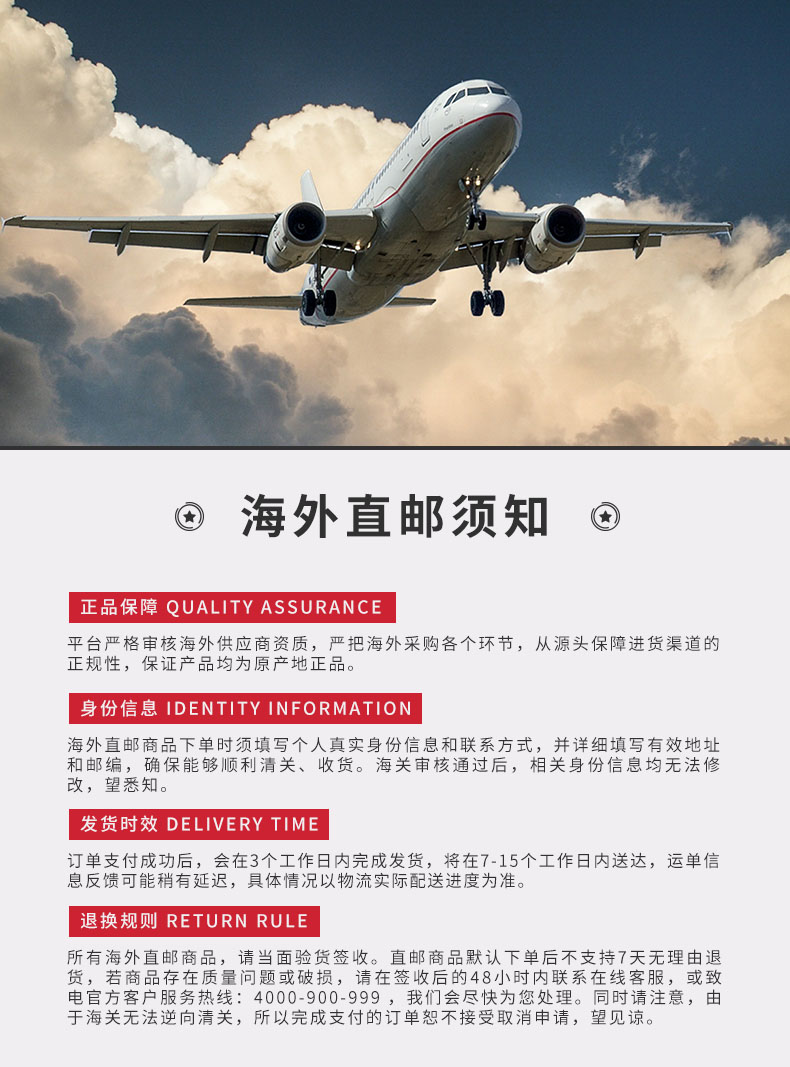 海外直邮须知
正品保障 QUALITY ASSURANCE
平台严格审核海外供应商资质，严把海外采购各个环节，从源头保障进货渠道的
正规性，保证产品均为原产地正品。
身份信息 IDENTITY INFORMATION
海外直邮商品下单时须填写个人真实身份信息和联系方式，并详细填写有效地址
和邮编，确保能够顺利清关、收货。海关审核通过后，相关身份信息均无法修
改，望悉知。
发货时效 DELIVERY TIME
订单支付成功后，会在3个工作日内完成发货，将在7-15个工作日内送达，运单信
息反馈可能稍有延迟，具体情况以物流实际配送进度为准。
退换规则 RETURN RULE
所有海外直邮商品，请当面验货签收。直邮商品默认下单后不支持7天无理由退
货，若商品存在质量问题或破损，请在签收后的48小时内联系在线客服，或致
电官方客户服务热线：4000-900-999 ，我们会尽快为您处理。同时请注意，由
于海关无法逆向清关，所以完成支付的订单恕不接受取消申请，望见谅。